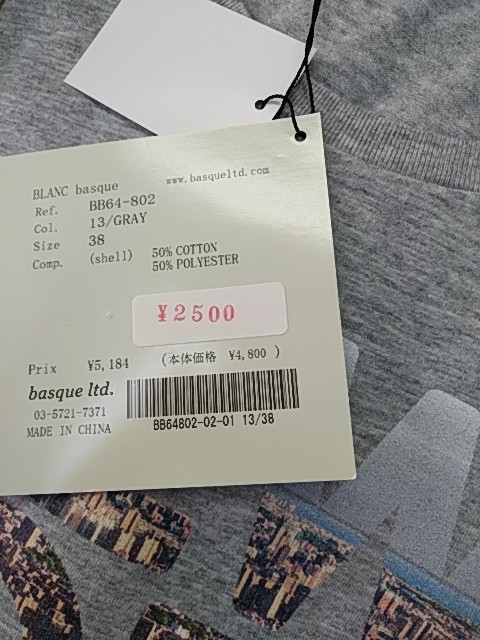 BLANC basque
www.basqueltd.com
Ref. BB64-802
Col. 13/GRAY
Size 38
Comp. (shell) 50% COTTON
50% POLYESTER
¥2500
Prix ¥5,184 (本体価格 ¥4,800 )
basque ltd.
03-5721-7371
MADE IN CHINA
BB64802-02-01 13/38